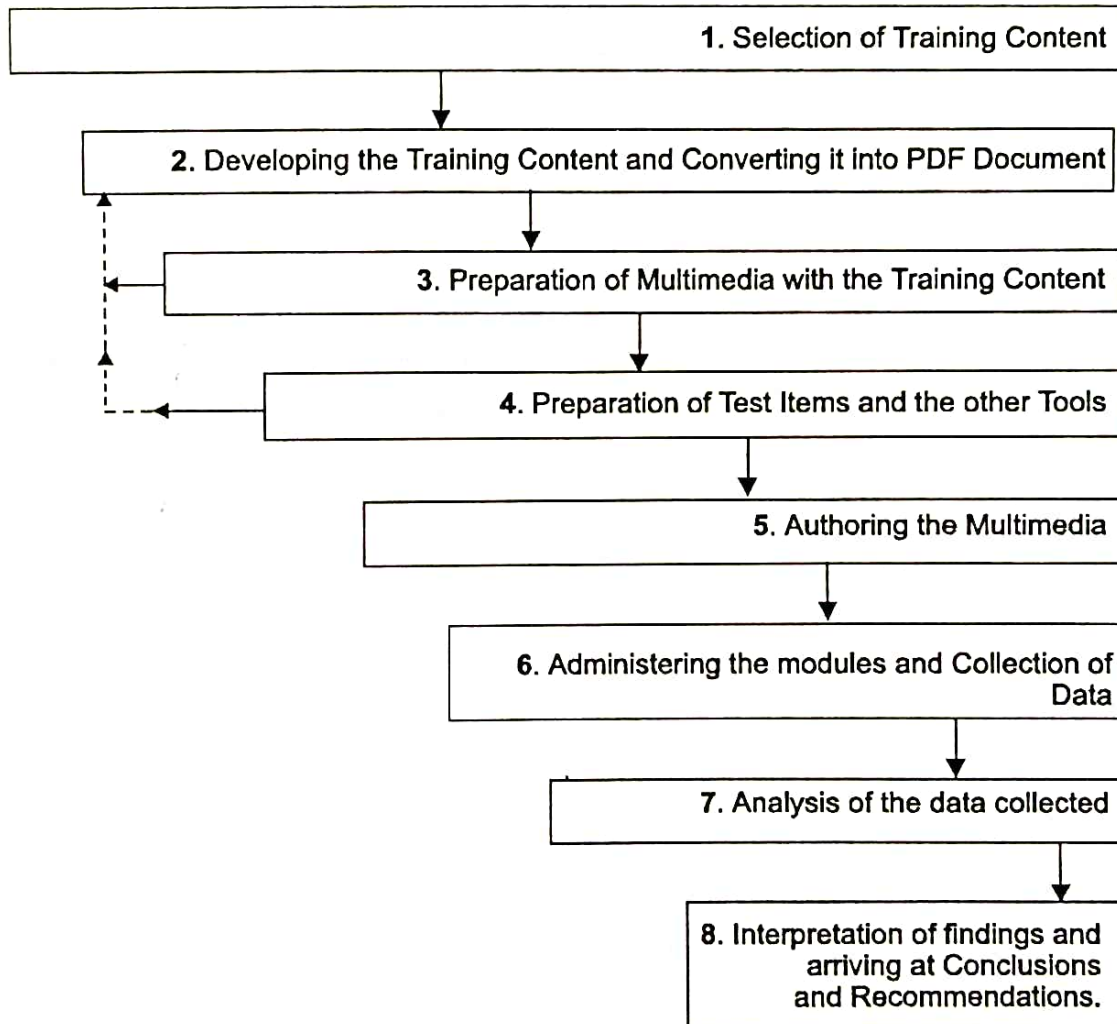 1. Selection of Training Content
2. Developing the Training Content and Converting it into PDF Document
3. Preparation of Multimedia with the Training Content
4. Preparation of Test Items and the other Tools
5. Authoring the Multimedia
6. Administering the modules and Collection of
Data
7. Analysis of the data collected
8. Interpretation of findings and
arriving at Conclusions
and Recommendations.